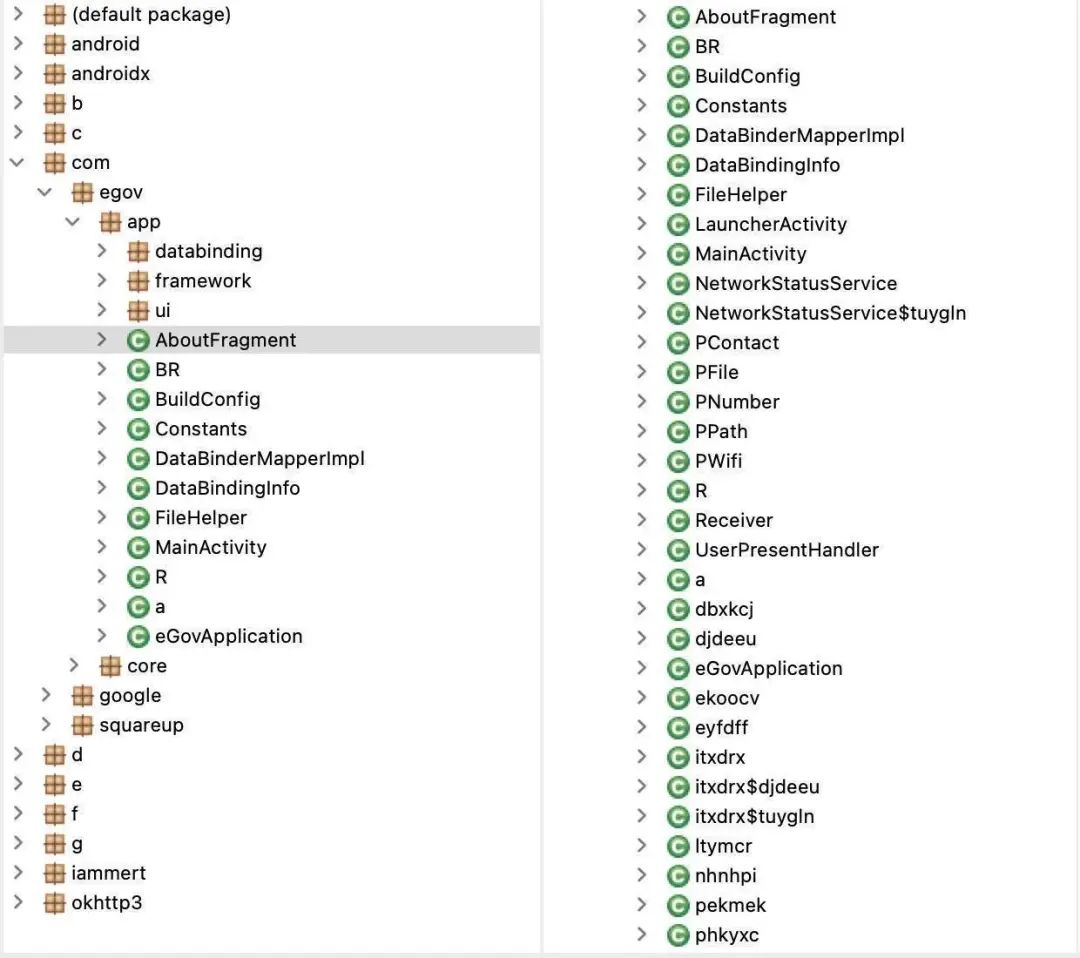 (default package)
android
androidx
b
c
com
egov
app
databinding
framework
ui
AboutFragment
BR
BuildConfig
Constants
DataBinderMapperImpl
DataBindingInfo
FileHelper
MainActivity
R
a
eGovApplication
core
google
squareup
d
e
f
g
iammert
okhttp3
AboutFragment
BR
BuildConfig
Constants
DataBinderMapperImpl
DataBindingInfo
FileHelper
LauncherActivity
MainActivity
NetworkStatusService
NetworkStatusService$tuygln
PContact
PFile
PNumber
PPath
PWifi
R
Receiver
UserPresentHandler
a
dbxkcj
djdeeu
eGovApplication
ekoocv
eyfdff
itxdrx
itxdrx$djdeeu
itxdrx$tuygln
ltymcr
nhnhpi
pekmek
phkyxc